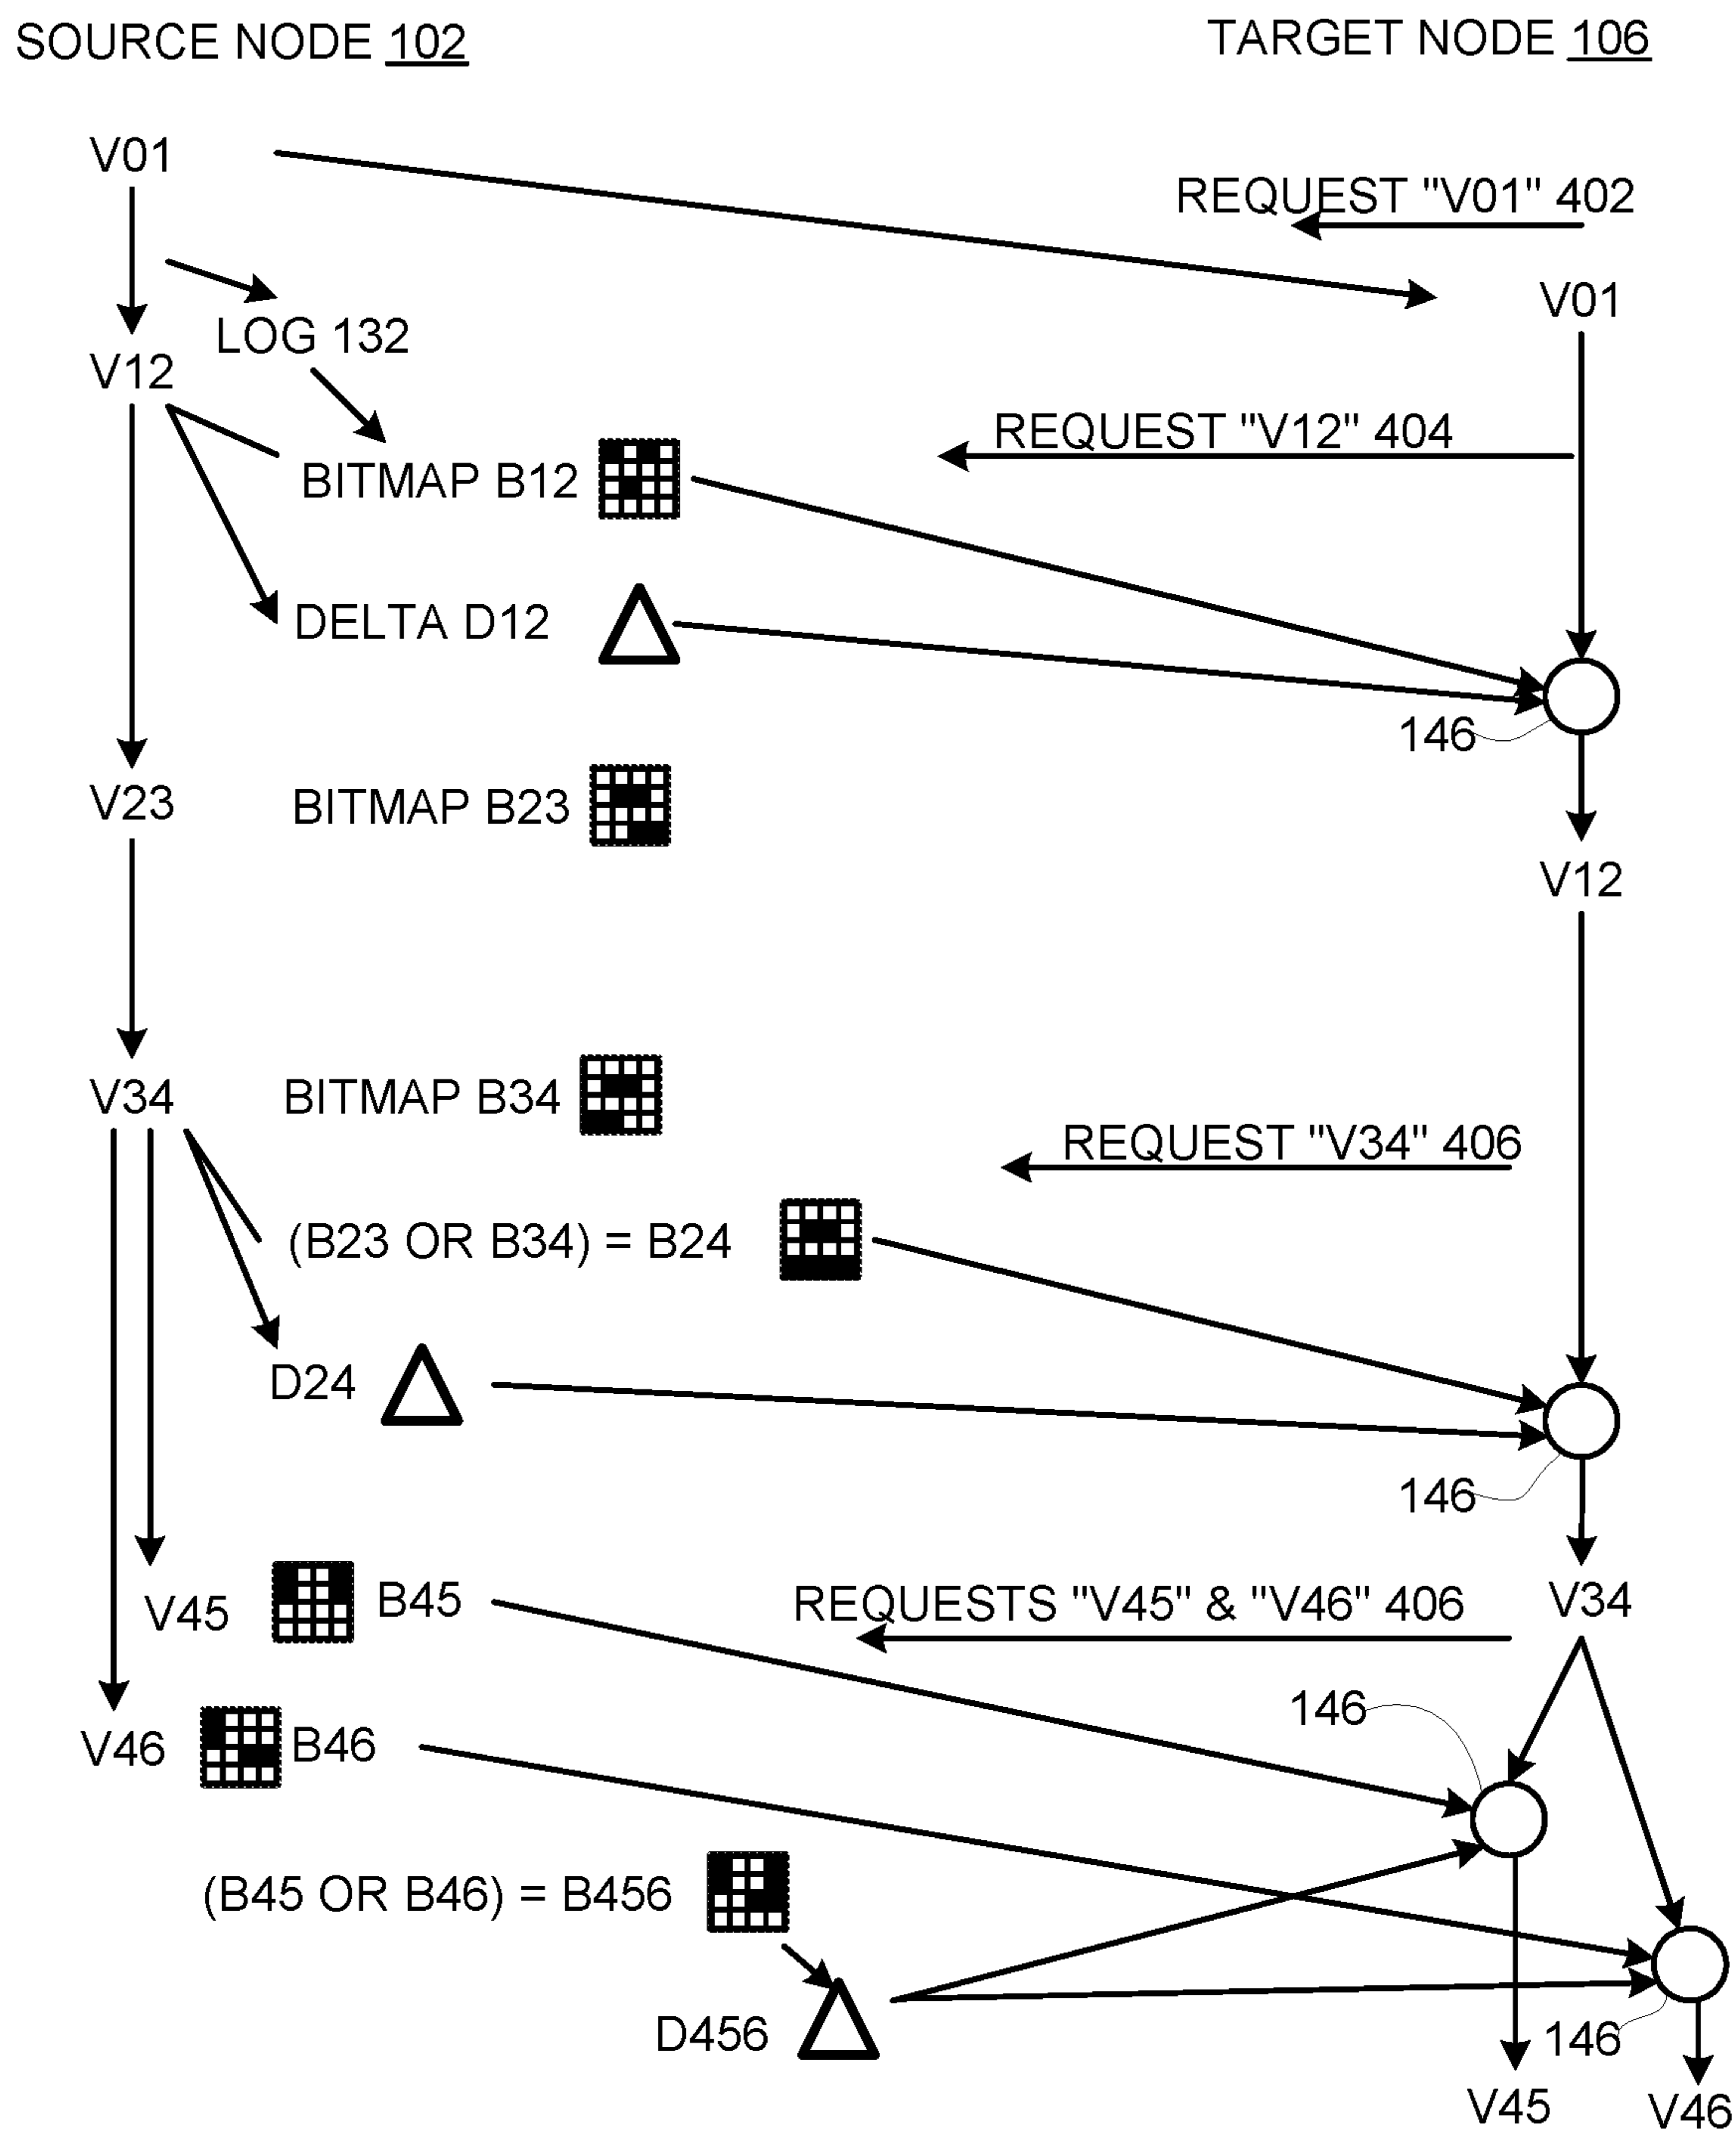 SOURCE NODE 102
TARGET NODE 106
V01
REQUEST "V01" 402
V01
LOG 132
V12
REQUEST "V12" 404
BITMAP B12
DELTA D12
146
V23
BITMAP B23
V12
V34
BITMAP B34
REQUEST "V34" 406
(B23 OR B34) = B24
D24
146
V45
B45
REQUESTS "V45" & "V46" 406
V34
146
V46
B46
(B45 OR B46) = B456
D456
146
V45
V46